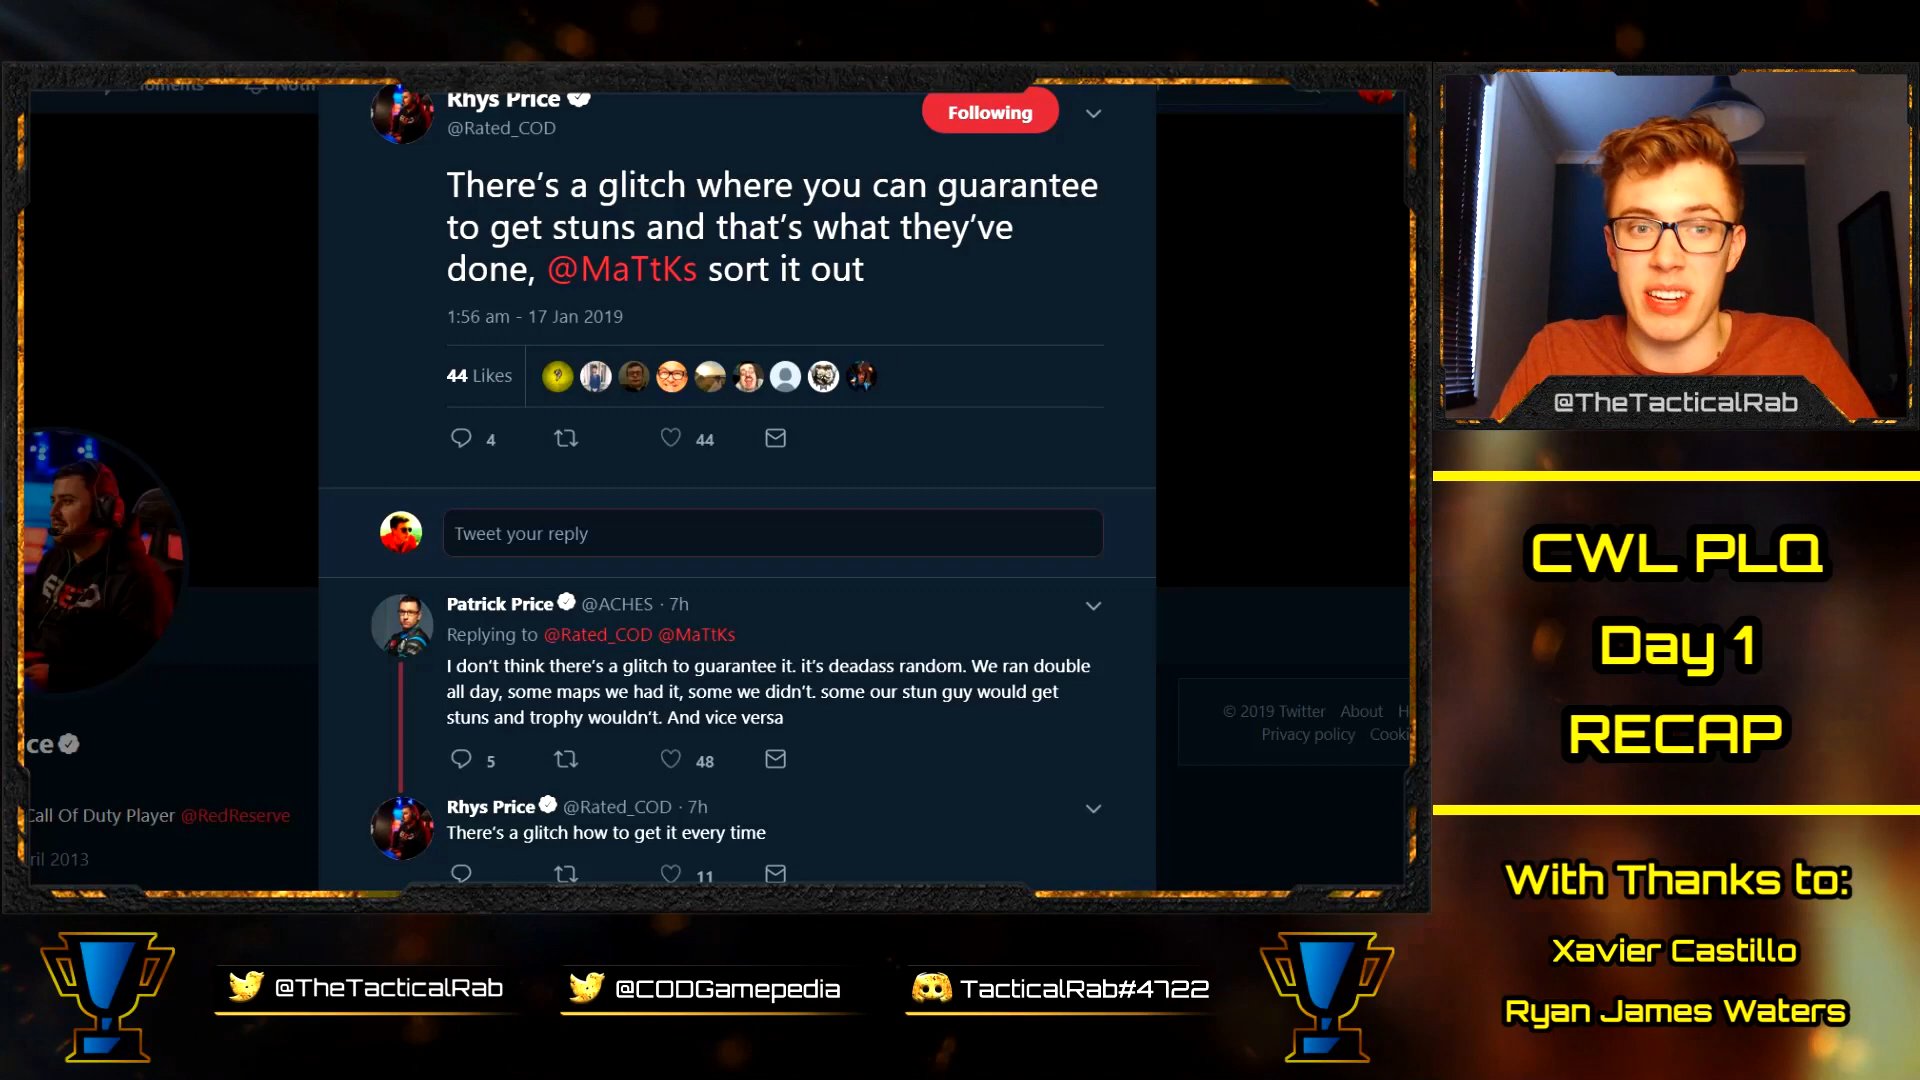 Rhys Price
@Rated_COD
Following
There's a glitch where you can guarantee
to get stuns and that's what they've
done, @MaTtKs sort it out
1:56 am - 17 Jan 2019
44 Likes
4
44
Tweet your reply
Patrick Price @ACHES · 7h
Replying to @Rated_COD @MaTtKs
I don't think there's a glitch to guarantee it. it's deadass random. We ran double
all day, some maps we had it, some we didn't. some our stun guy would get
stuns and trophy wouldn't. And vice versa
5
48
Rhys Price @Rated_COD · 7h
There's a glitch how to get it every time
11
ce
Call Of Duty Player @RedReserve
ril 2013
© 2019 Twitter About H
Privacy policy Cooki
@TheTacticalRab
CWL PLQ
Day 1
RECAP
With Thanks to:
Xavier Castillo
Ryan James Waters
@TheTacticalRab
@CODGamepedia
TacticalRab#4722